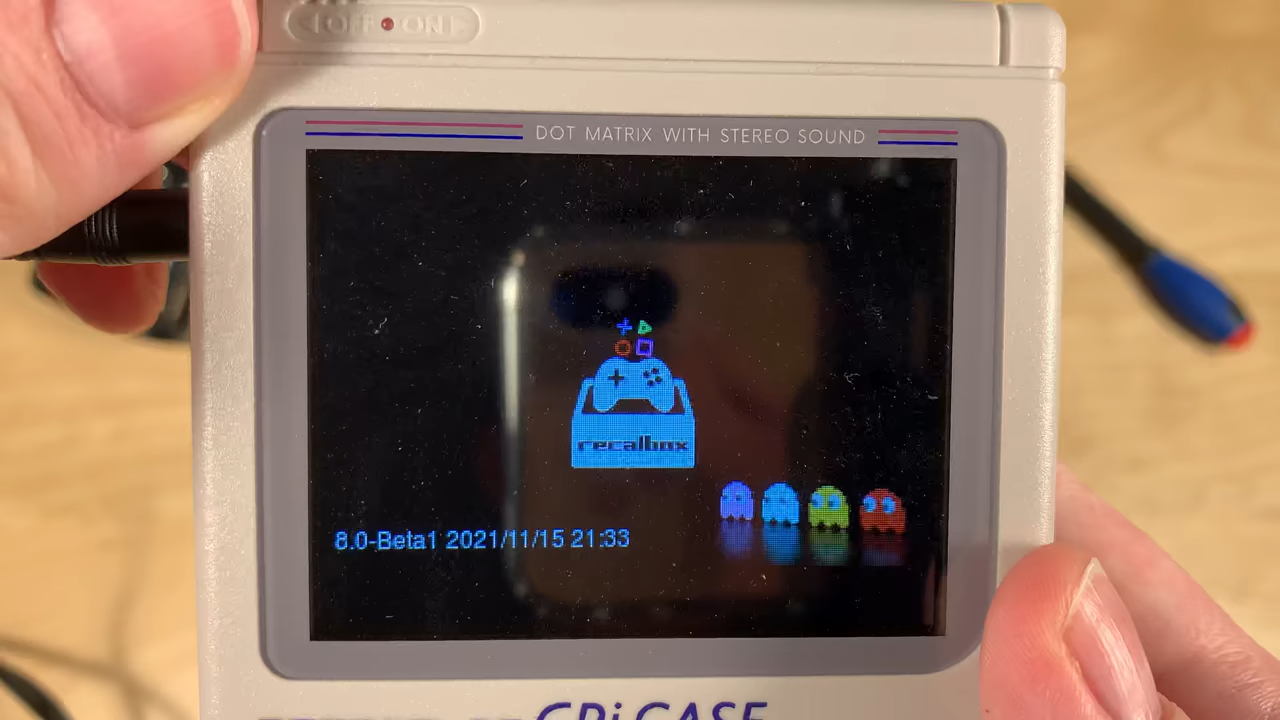 OFF ON
DOT MATRIX WITH STEREO SOUND
recalbox
8.0-Beta1 2021/11/15 21:33
GPi CASE